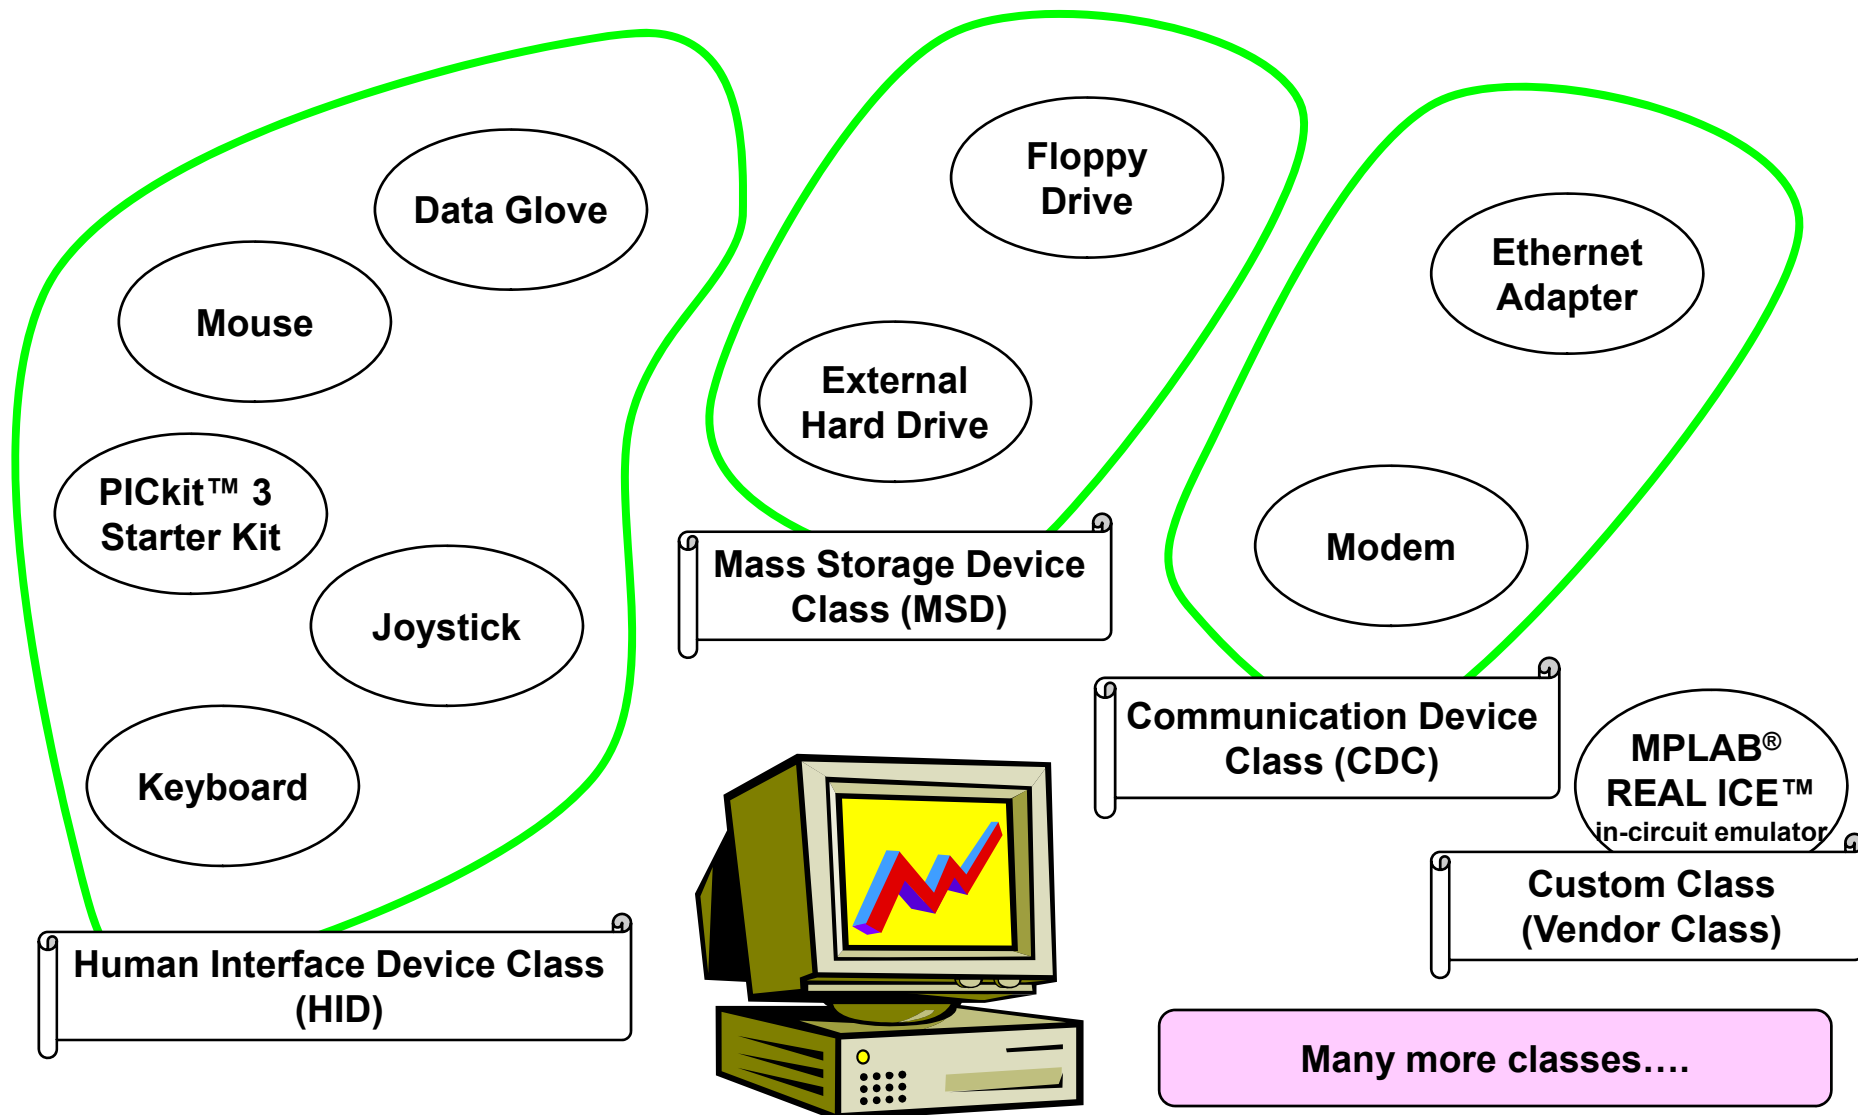 Data Glove
Mouse
PICkit™ 3
Starter Kit
Joystick
Keyboard
Human Interface Device Class
(HID)
Floppy
Drive
External
Hard Drive
Mass Storage Device
Class (MSD)
Ethernet
Adapter
Modem
Communication Device
Class (CDC)
MPLAB®
REAL ICE™
in-circuit emulator
Custom Class
(Vendor Class)
Many more classes….